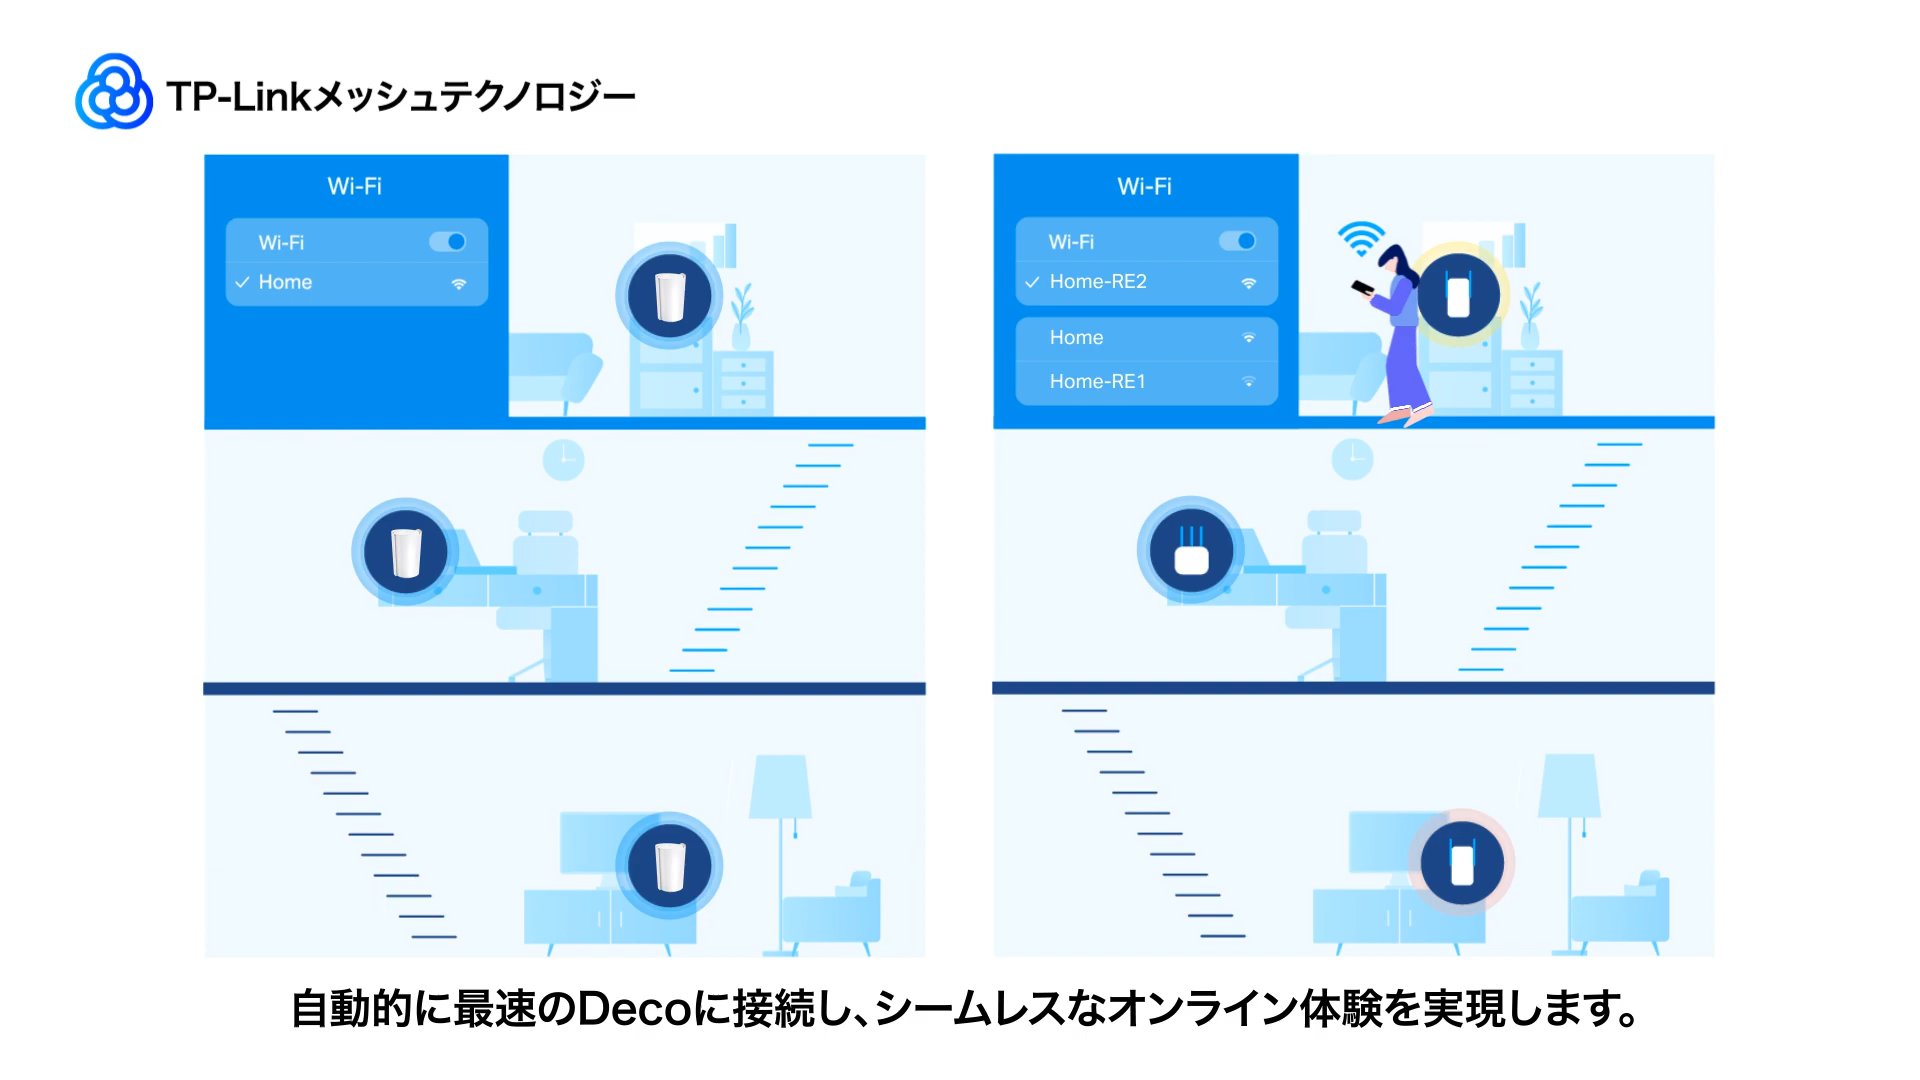 TP-Linkメッシュテクノロジー
Wi-Fi
Wi-Fi
Home
Wi-Fi
Wi-Fi
Home-RE2
Home
Home-RE1
自動的に最速のDecoに接続し、シームレスなオンライン体験を実現します。